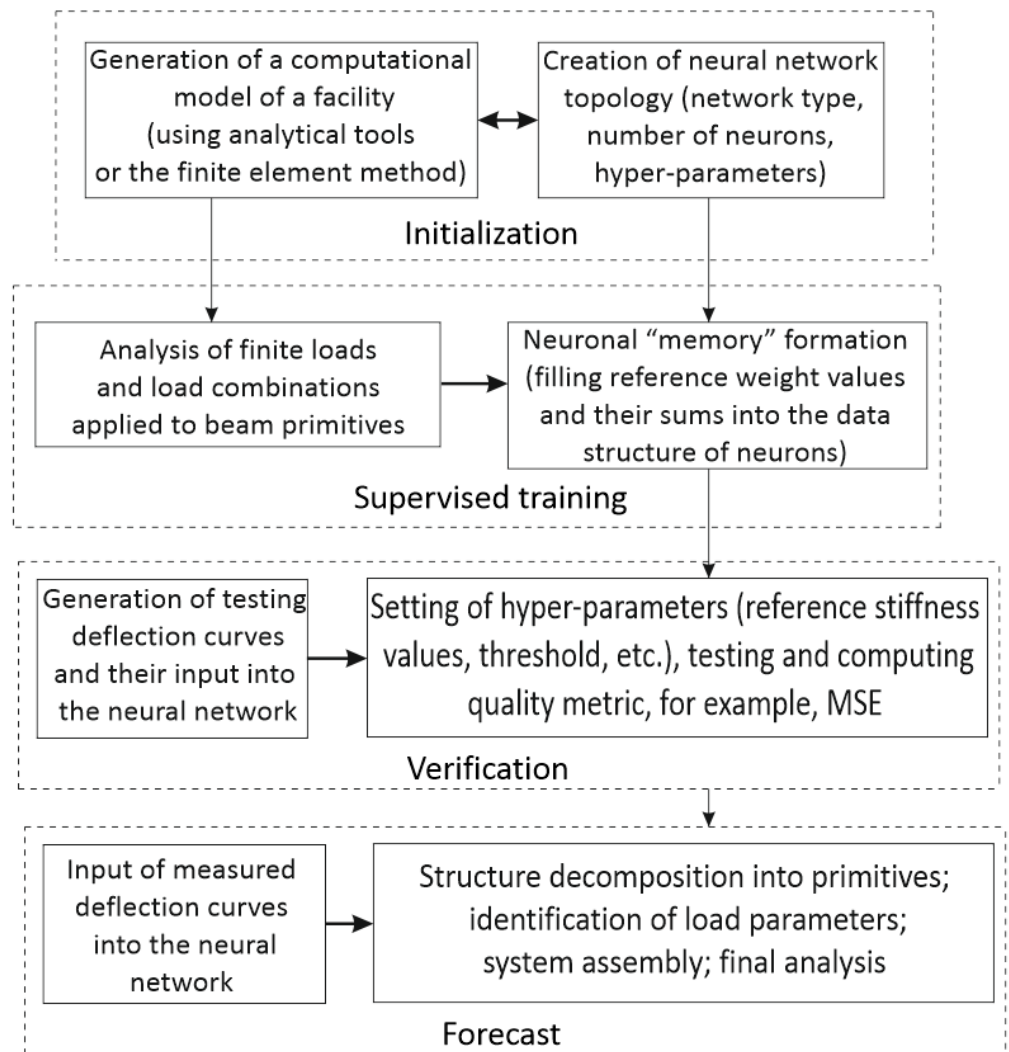 Generation of a computational
model of a facility
(using analytical tools
or the finite element method)
Creation of neural network
topology (network type,
number of neurons,
hyper-parameters)
Initialization
Analysis of finite loads
and load combinations
applied to beam primitives
Neuronal “memory” formation
(filling reference weight values
and their sums into the data
structure of neurons)
Supervised training
Generation of testing
deflection curves
and their input into
the neural network
Setting of hyper-parameters (reference stiffness
values, threshold, etc.), testing and computing
quality metric, for example, MSE
Verification
Input of measured
deflection curves
into the neural
network
Structure decomposition into primitives;
identification of load parameters;
system assembly; final analysis
Forecast